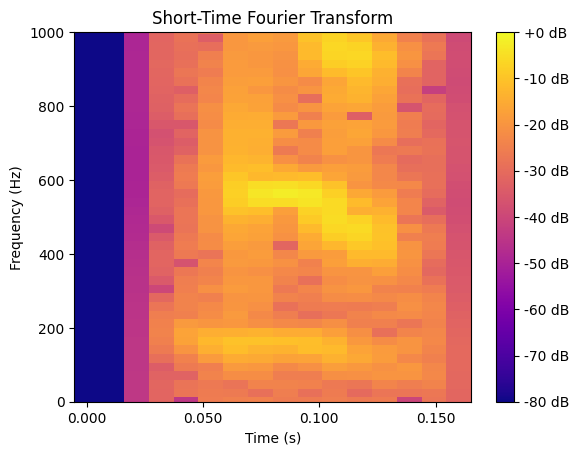 Short-Time Fourier Transform
Frequency (Hz)
1000
800
600
400
200
0
0.000
0.050
0.100
0.150
Time (s)
+0 dB
-10 dB
-20 dB
-30 dB
-40 dB
-50 dB
-60 dB
-70 dB
-80 dB